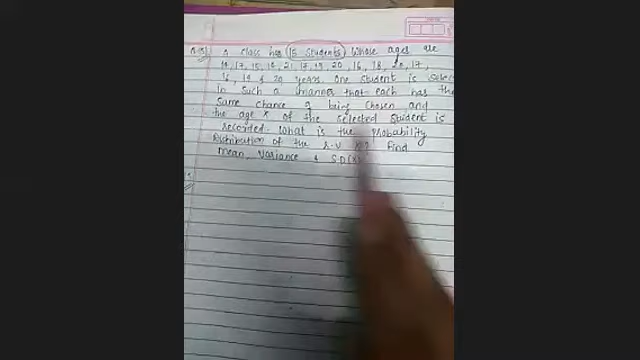 A class has 15 students whose ages are
14, 17, 15, 14, 21, 17, 19, 20, 16, 18, 20, 17,
16, 19 & 20 years. One student is selec
in such a manner that each has the
same chance of being chosen and
the age X of the selected student is
recorded. What is the probability
Distribution of the R.V X? Find
mean, Variance & S.D(X)